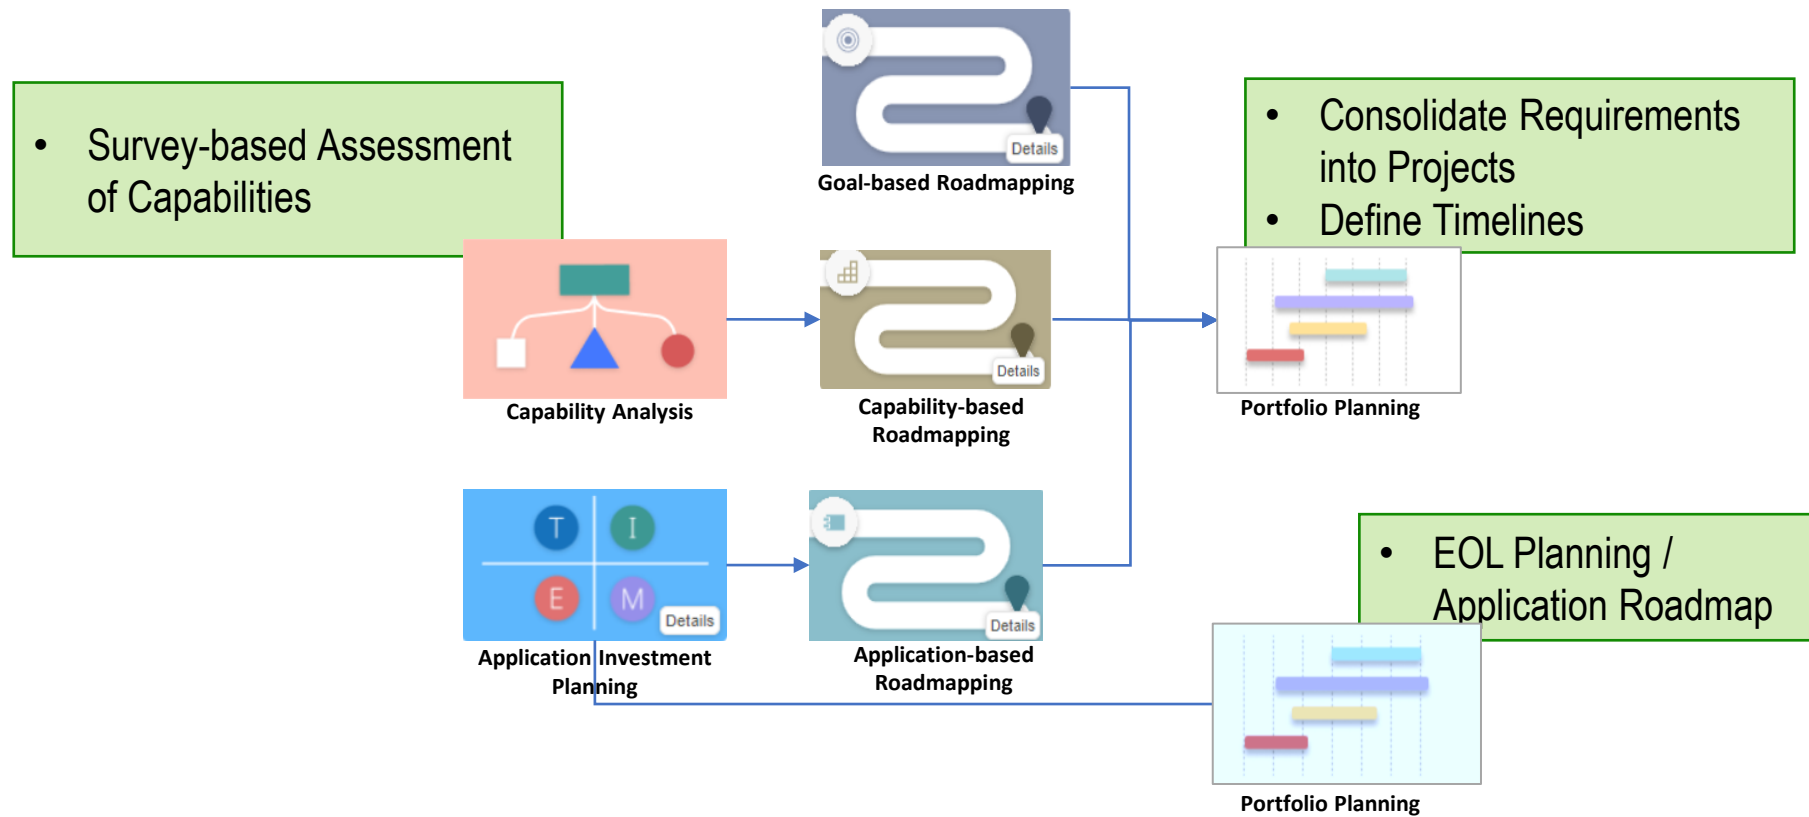 Details
Goal-based Roadmapping
• Survey-based Assessment
of Capabilities
• Consolidate Requirements
into Projects
• Define Timelines
Capability Analysis
Details
Capability-based
Roadmapping
Portfolio Planning
T I
E M
Details
Application Investment
Planning
Details
Application-based
Roadmapping
• EOL Planning /
Application Roadmap
Portfolio Planning